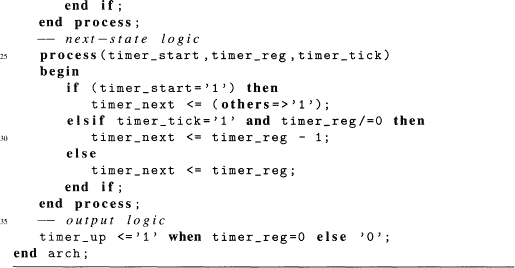 end if;
end process;
-- next-state logic
25 process(timer_start,timer_reg,timer_tick)
begin
if (timer_start='1') then
timer_next <= (others=>'1');
elsif timer_tick='1' and timer_reg/=0 then
30 timer_next <= timer_reg - 1;
else
timer_next <= timer_reg;
end if;
end process;
35 -- output logic
timer_up <='1' when timer_reg=0 else '0';
end arch;